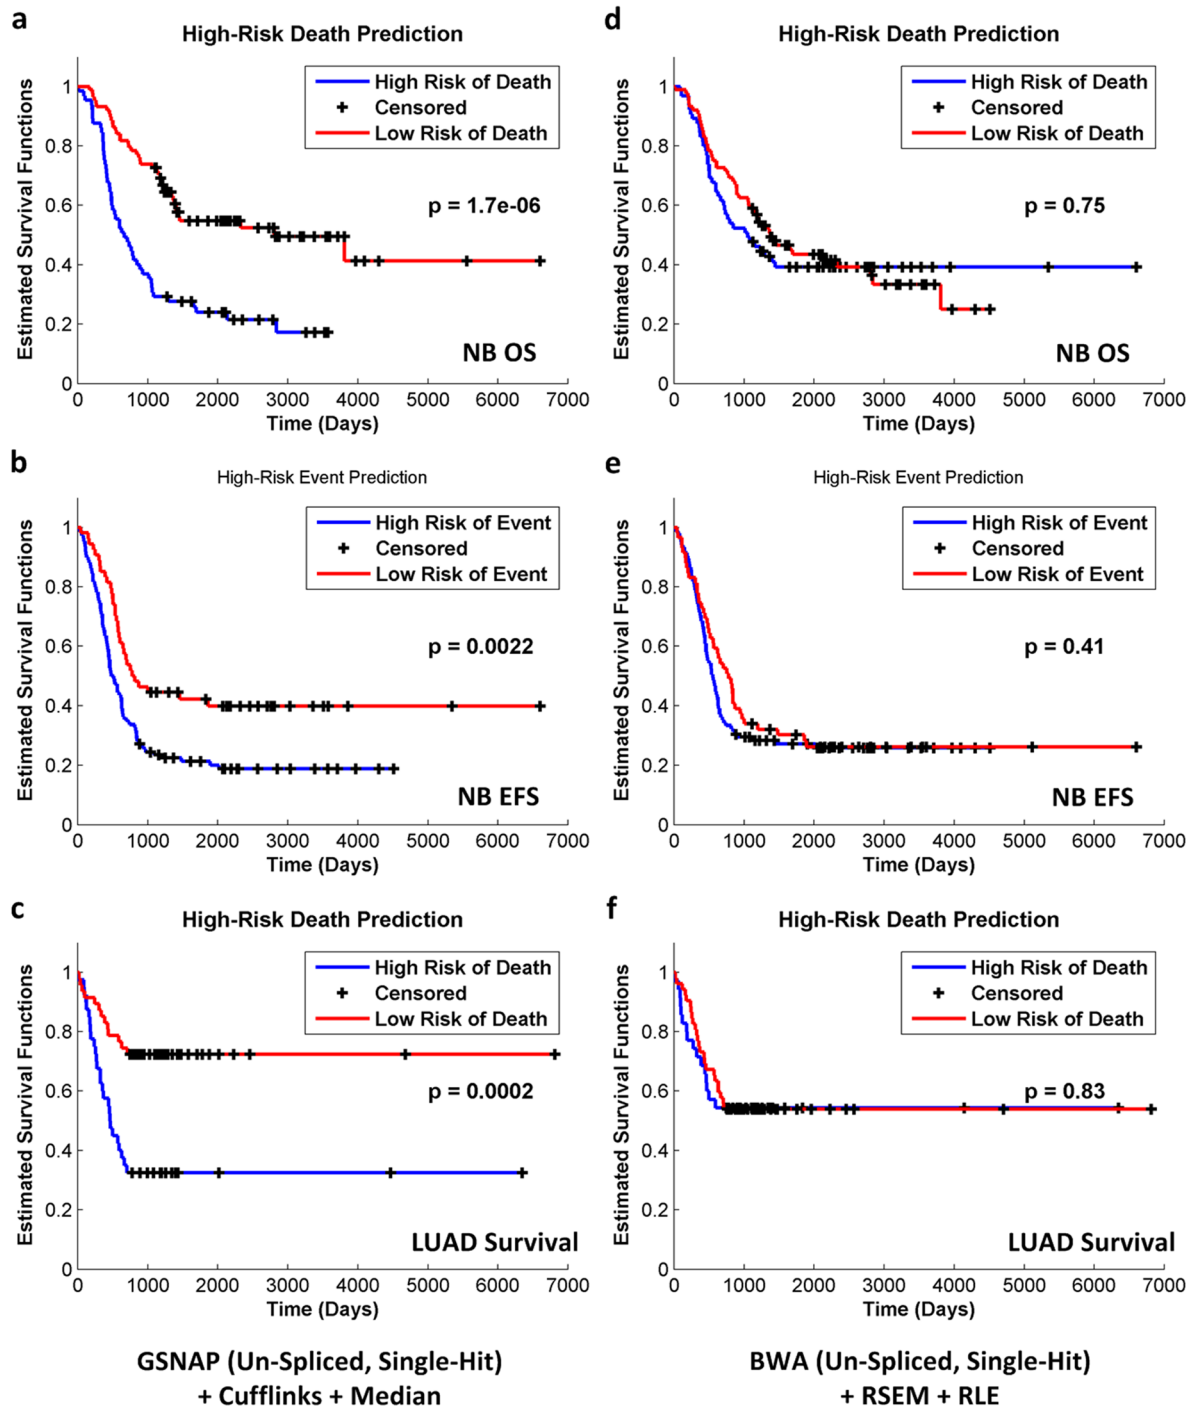 a
High-Risk Death Prediction
Estimated Survival Functions
1
0.8
0.6
0.4
0.2
0
High Risk of Death
Censored
Low Risk of Death
p = 1.7e-06
NB OS
0 1000 2000 3000 4000 5000 6000 7000
Time (Days)
d
High-Risk Death Prediction
Estimated Survival Functions
1
0.8
0.6
0.4
0.2
0
High Risk of Death
Censored
Low Risk of Death
p = 0.75
NB OS
0 1000 2000 3000 4000 5000 6000 7000
Time (Days)
b
High-Risk Event Prediction
Estimated Survival Functions
1
0.8
0.6
0.4
0.2
0
High Risk of Event
Censored
Low Risk of Event
p = 0.0022
NB EFS
0 1000 2000 3000 4000 5000 6000 7000
Time (Days)
e
High-Risk Event Prediction
Estimated Survival Functions
1
0.8
0.6
0.4
0.2
0
High Risk of Event
Censored
Low Risk of Event
p = 0.41
NB EFS
0 1000 2000 3000 4000 5000 6000 7000
Time (Days)
c
High-Risk Death Prediction
Estimated Survival Functions
1
0.8
0.6
0.4
0.2
0
High Risk of Death
Censored
Low Risk of Death
p = 0.0002
LUAD Survival
0 1000 2000 3000 4000 5000 6000 7000
Time (Days)
f
High-Risk Death Prediction
Estimated Survival Functions
1
0.8
0.6
0.4
0.2
0
High Risk of Death
Censored
Low Risk of Death
p = 0.83
LUAD Survival
0 1000 2000 3000 4000 5000 6000 7000
Time (Days)
GSNAP (Un-Spliced, Single-Hit)
+ Cufflinks + Median
BWA (Un-Spliced, Single-Hit)
+ RSEM + RLE